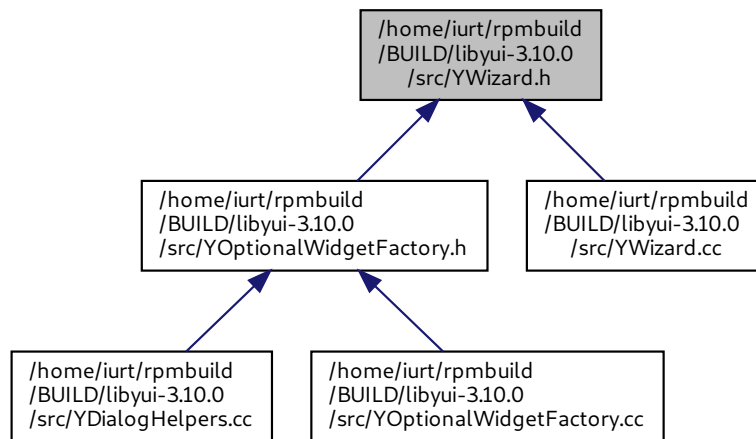 /home/iurt/rpmbuild
/BUILD/libyui-3.10.0
/src/YWizard.h
/home/iurt/rpmbuild
/BUILD/libyui-3.10.0
/src/YOptionalWidgetFactory.h
/home/iurt/rpmbuild
/BUILD/libyui-3.10.0
/src/YWizard.cc
/home/iurt/rpmbuild
/BUILD/libyui-3.10.0
/src/YDialogHelpers.cc
/home/iurt/rpmbuild
/BUILD/libyui-3.10.0
/src/YOptionalWidgetFactory.cc